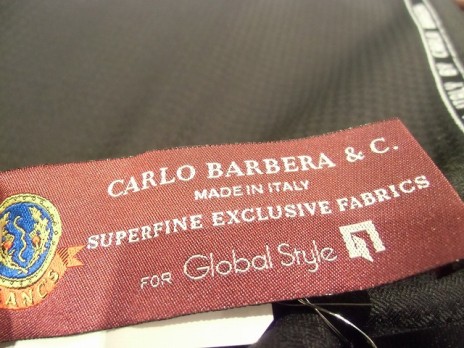 CARLO BARBERA & C.
MADE IN ITALY
SUPERFINE EXCLUSIVE FABRICS
FOR Global Style